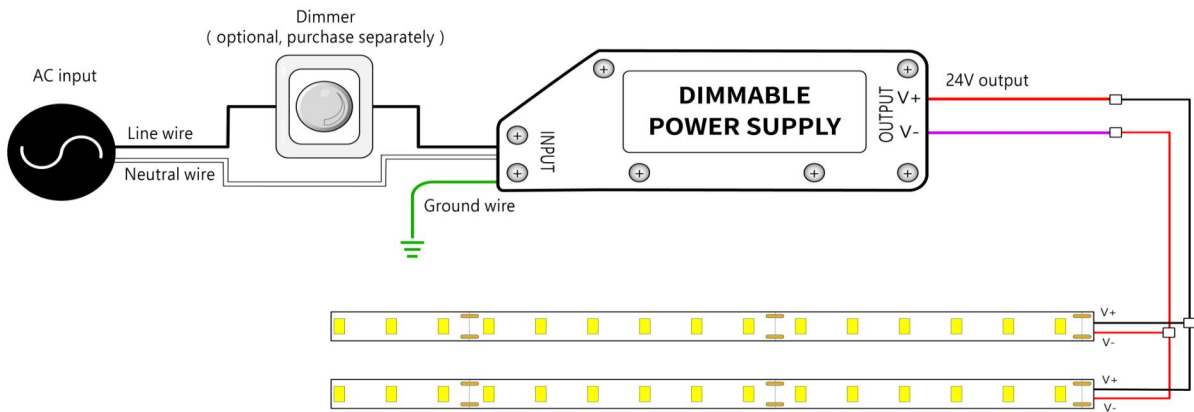 Dimmer
( optional, purchase separately )
AC input
Line wire
Neutral wire
Ground wire
INPUT
DIMMABLE
POWER SUPPLY
OUTPUT
V+
V-
24V output
V+
V-
V+
V-